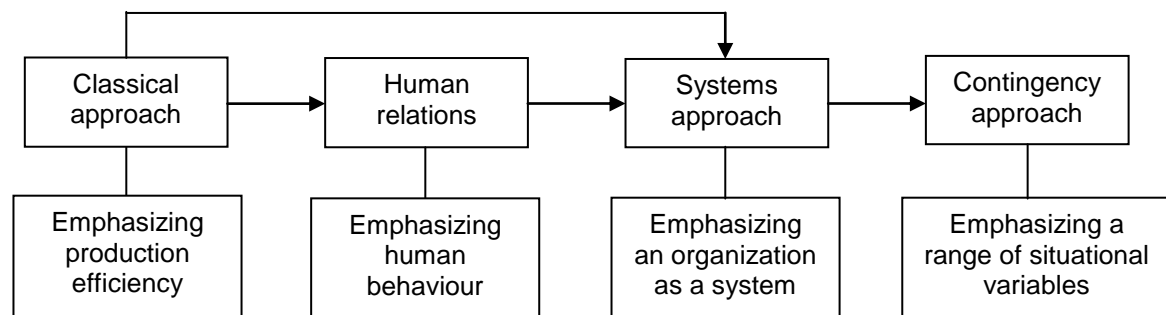 Classical
approach
Human
relations
Systems
approach
Contingency
approach
Emphasizing
production
efficiency
Emphasizing
human
behaviour
Emphasizing
an organization
as a system
Emphasizing a
range of situational
variables